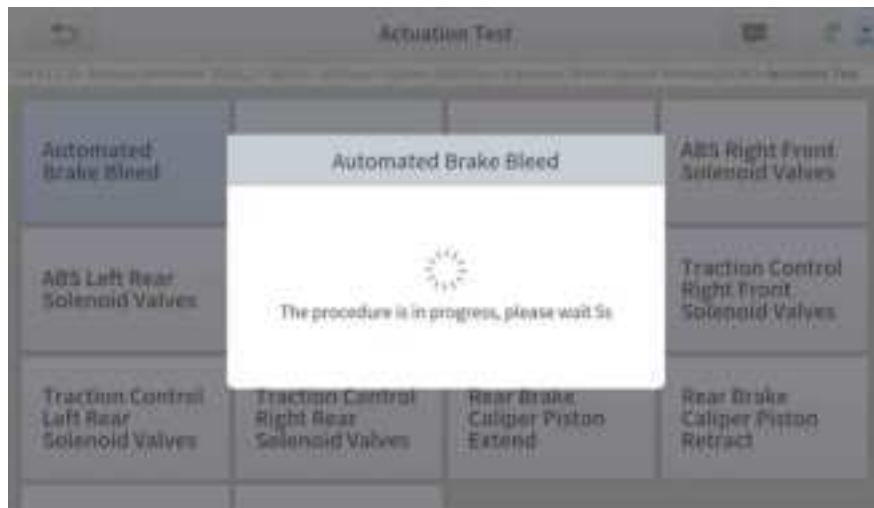 Actuation Test
Actuation Test
Automated
Brake Bleed
Automated Brake Bleed
ABS Right Front
Solenoid Valves
The procedure is in progress, please wait 5s
ABS Left Rear
Solenoid Valves
Traction Control
Right Front
Solenoid Valves
Traction Control
Left Rear
Solenoid Valves
Traction Control
Right Rear
Solenoid Valves
Rear Brake
Caliper Piston
Extend
Rear Brake
Caliper Piston
Retract